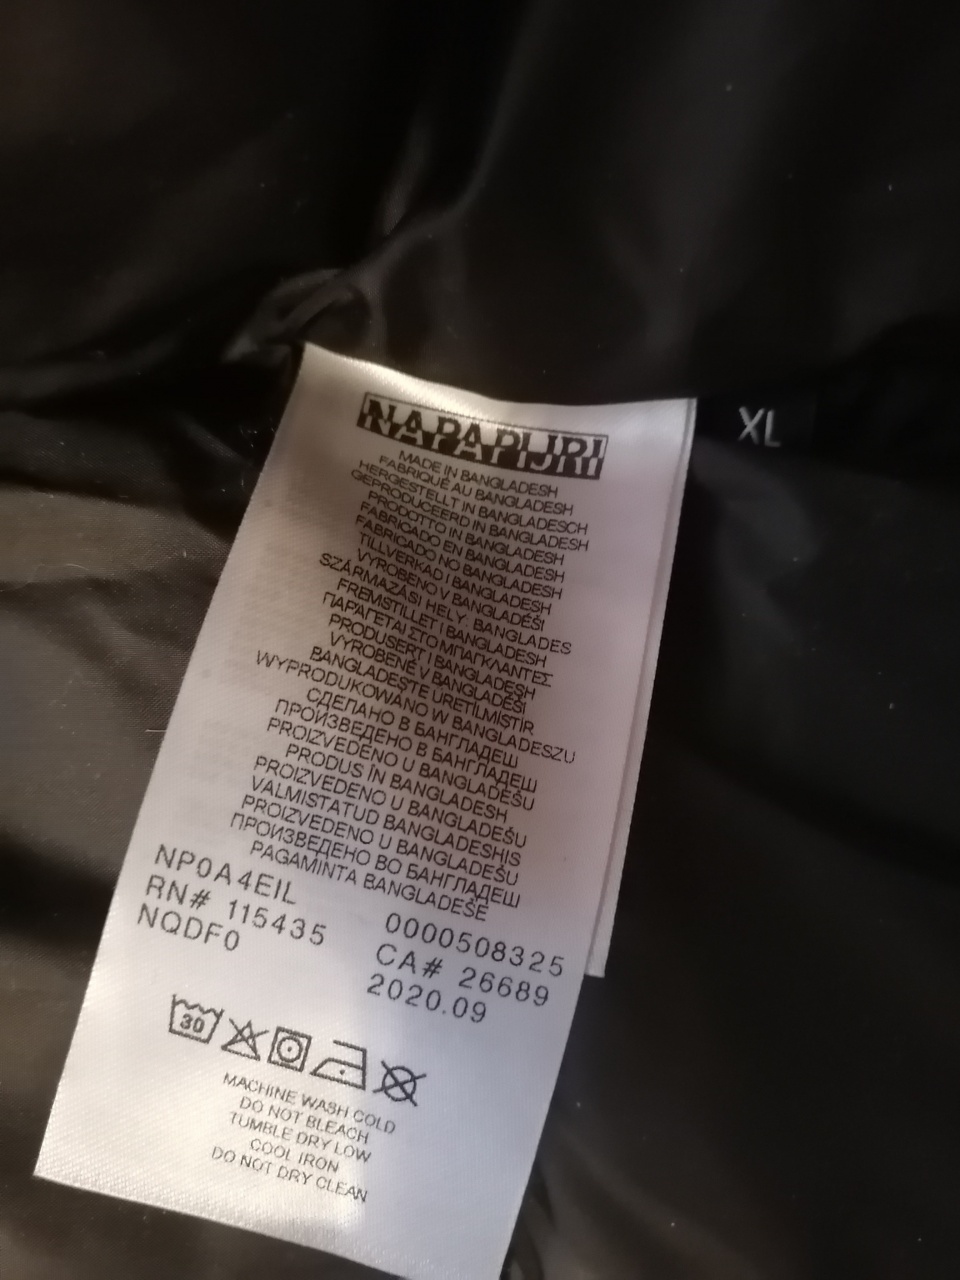 NAPAPIJRI
XL
MADE IN BANGLADESH
FABRIQUÉ AU BANGLADESH
HERGESTELLT IN BANGLADESCH
GEPRODUCEERD IN BANGLADESH
PRODOTTO IN BANGLADESH
FABRICADO EN BANGLADESH
FABRICADO NO BANGLADESH
TILLVERKAD I BANGLADESH
VYROBENO V BANGLADÉŠI
SZÁRMAZÁSI HELY: BANGLADES
FREMSTILLET I BANGLADESH
ΠΑΡΑΓΕΤΑΙ ΣΤΟ ΜΠΑΓΚΛΑΝΤΕΣ
PRODUSERT I BANGLADESH
VYROBENÉ V BANGLADÉŠI
BANGLADEŞTE ÜRETİLMİŞTİR
WYPRODUKOWANO W BANGLADESZU
СДЕЛАНО В БАНГЛАДЕШ
ПРОИЗВЕДЕНО В БАНГЛАДЕШ
PROIZVEDENO U BANGLADEŠU
PRODUS ÎN BANGLADESH
PROIZVEDENO U BANGLADEŠU
VALMISTATUD BANGLADESHIS
PROIZVEDENO U BANGLADEŠU
ПРОИЗВЕДЕНО ВО БАНГЛАДЕШ
PAGAMINTA BANGLADEŠE
NP0A4EIL 0000508325
RN# 115435 CA# 26689
NQDF0 2020.09
30
MACHINE WASH COLD
DO NOT BLEACH
TUMBLE DRY LOW
COOL IRON
DO NOT DRY CLEAN